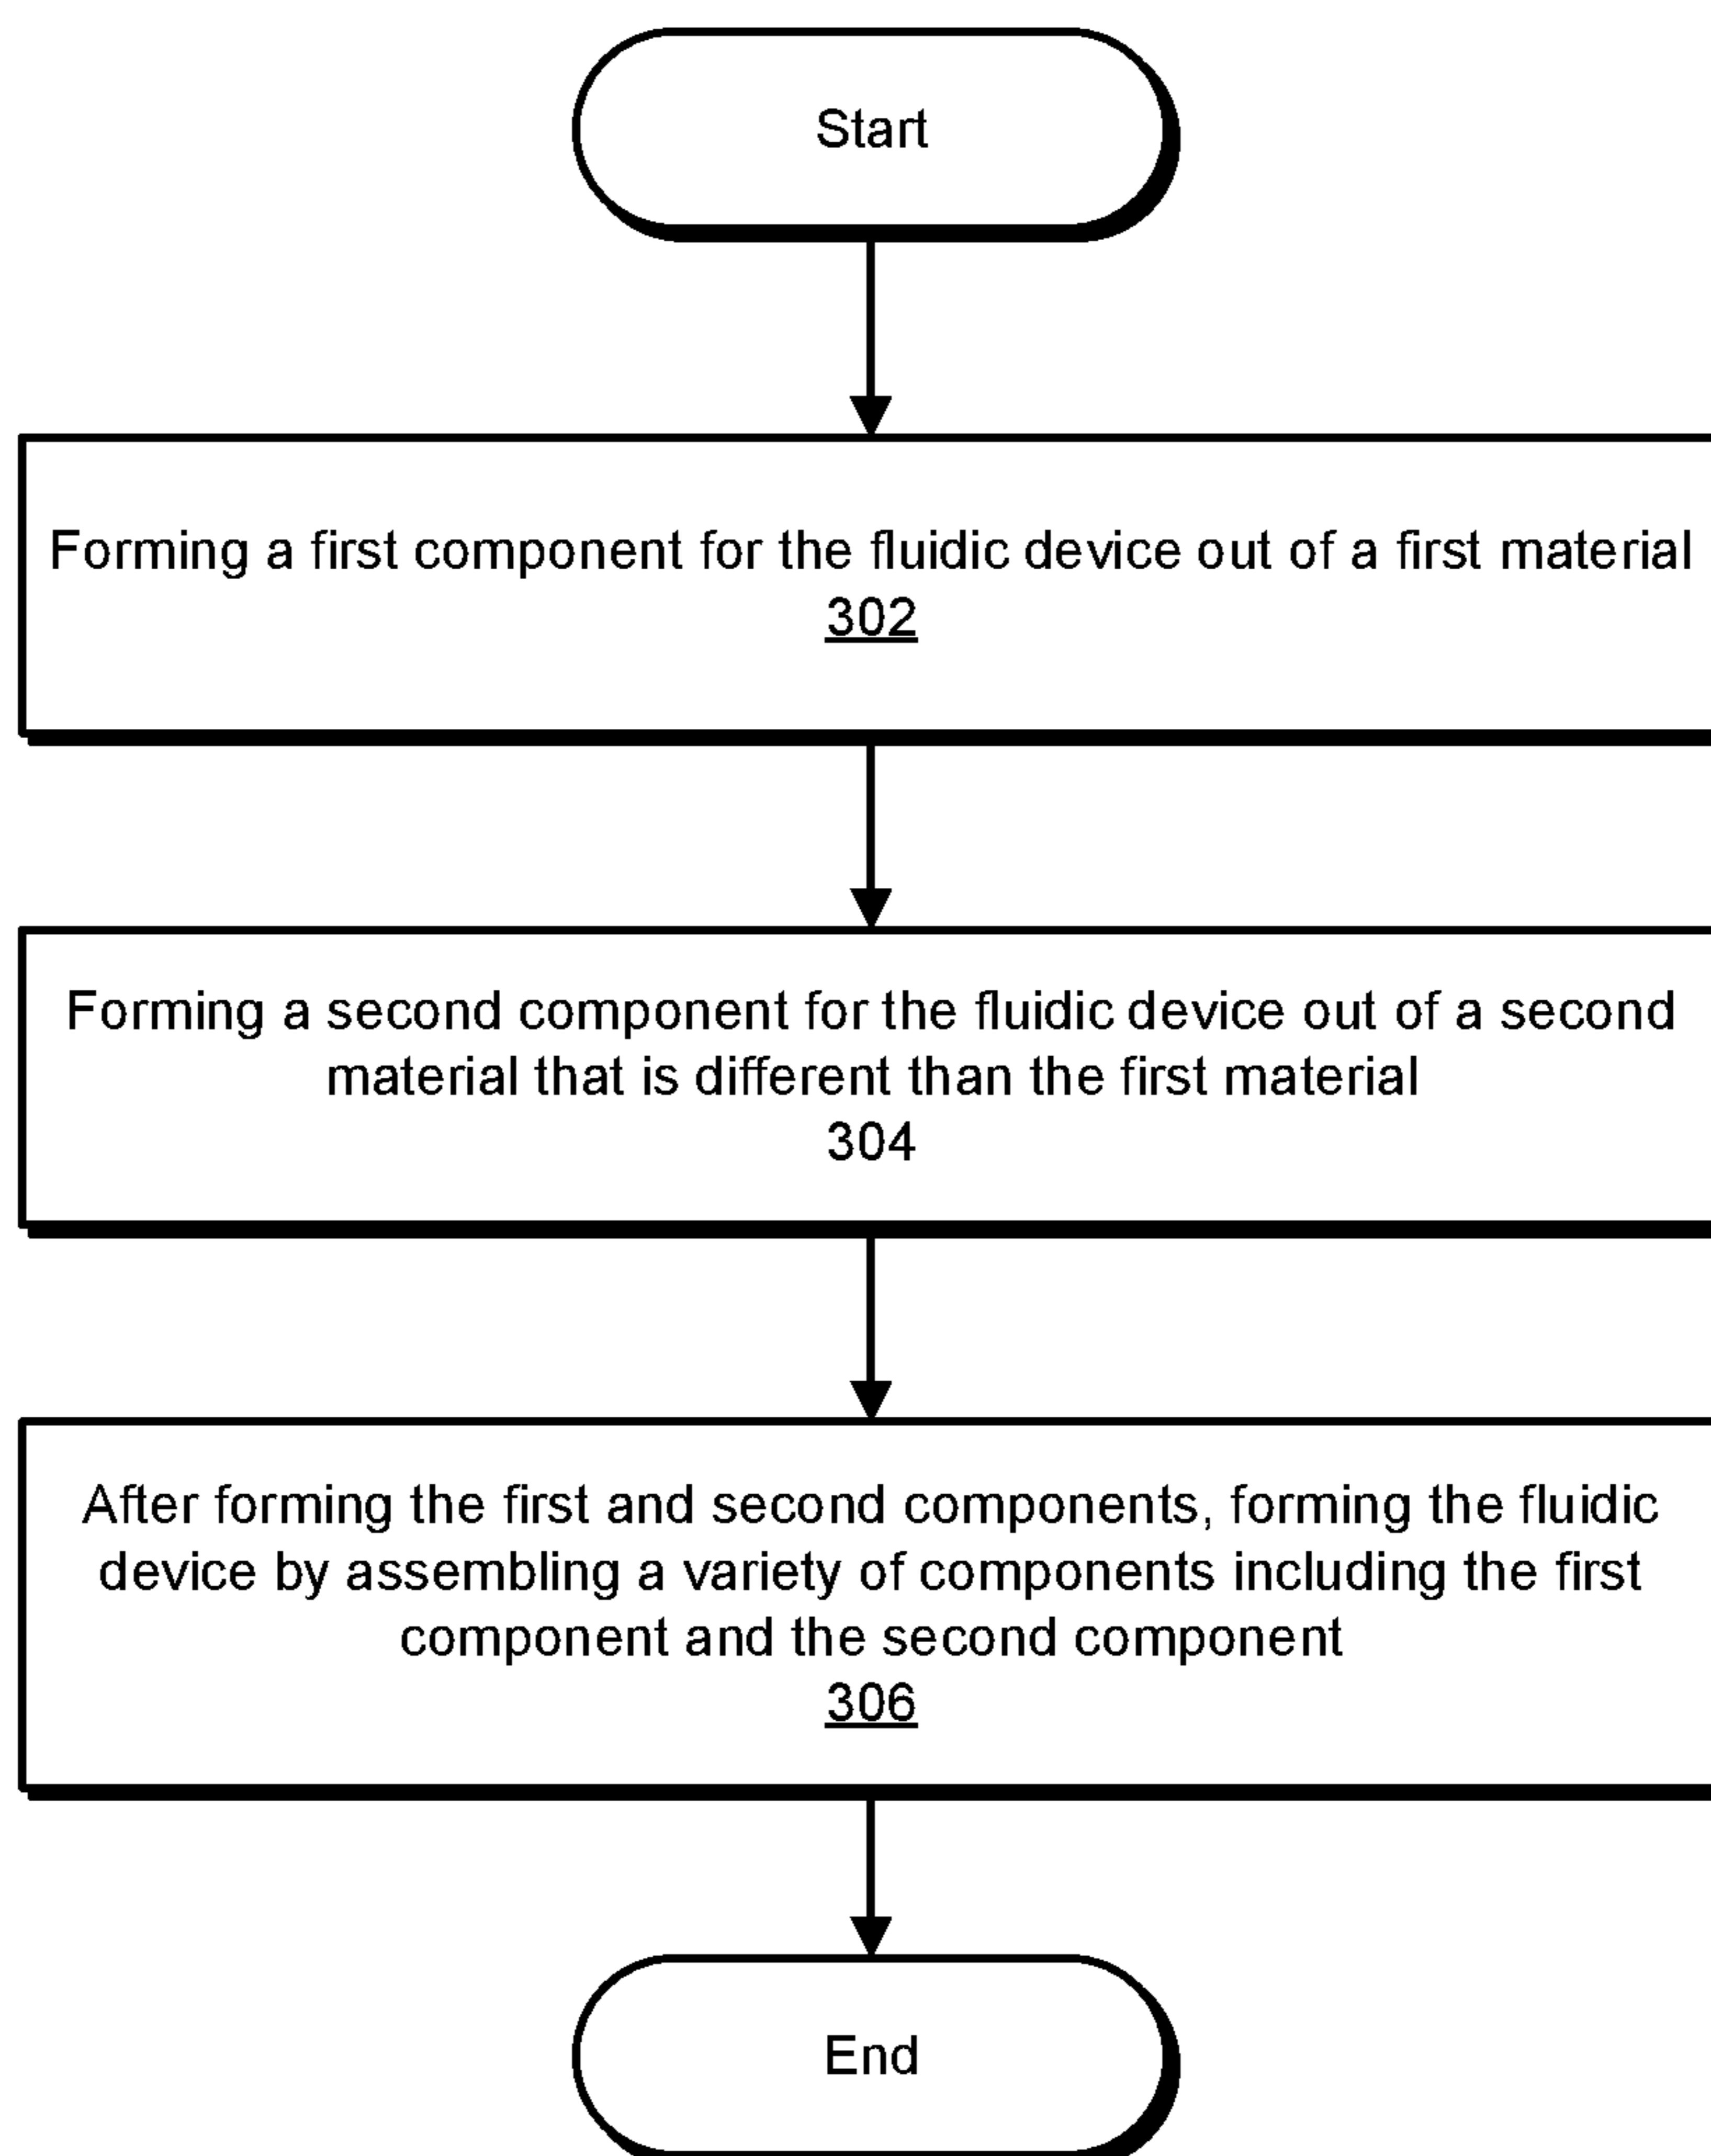 Start
Forming a first component for the fluidic device out of a first material
302
Forming a second component for the fluidic device out of a second
material that is different than the first material
304
After forming the first and second components, forming the fluidic
device by assembling a variety of components including the first
component and the second component
306
End